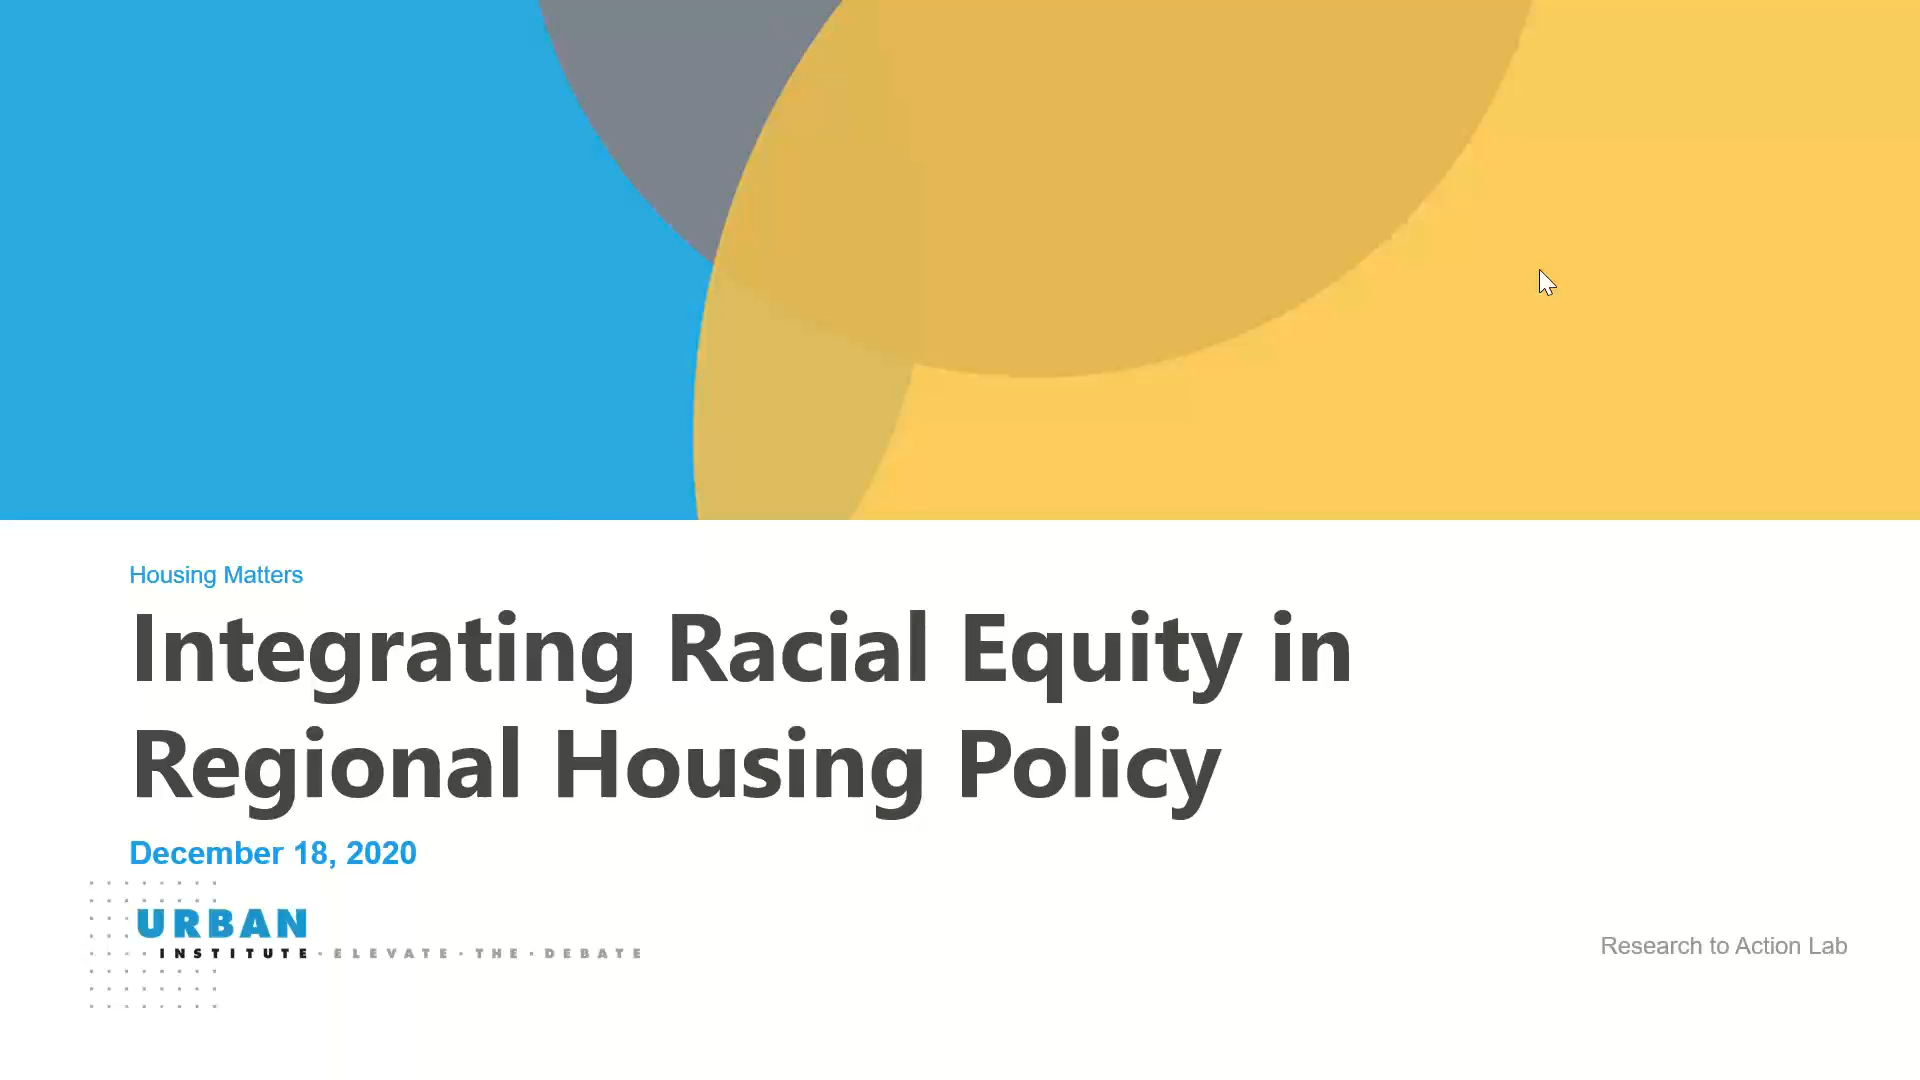 Housing Matters
Integrating Racial Equity in
Regional Housing Policy
December 18, 2020
URBAN
INSTITUTE · ELEVATE · THE · DEBATE
Research to Action Lab